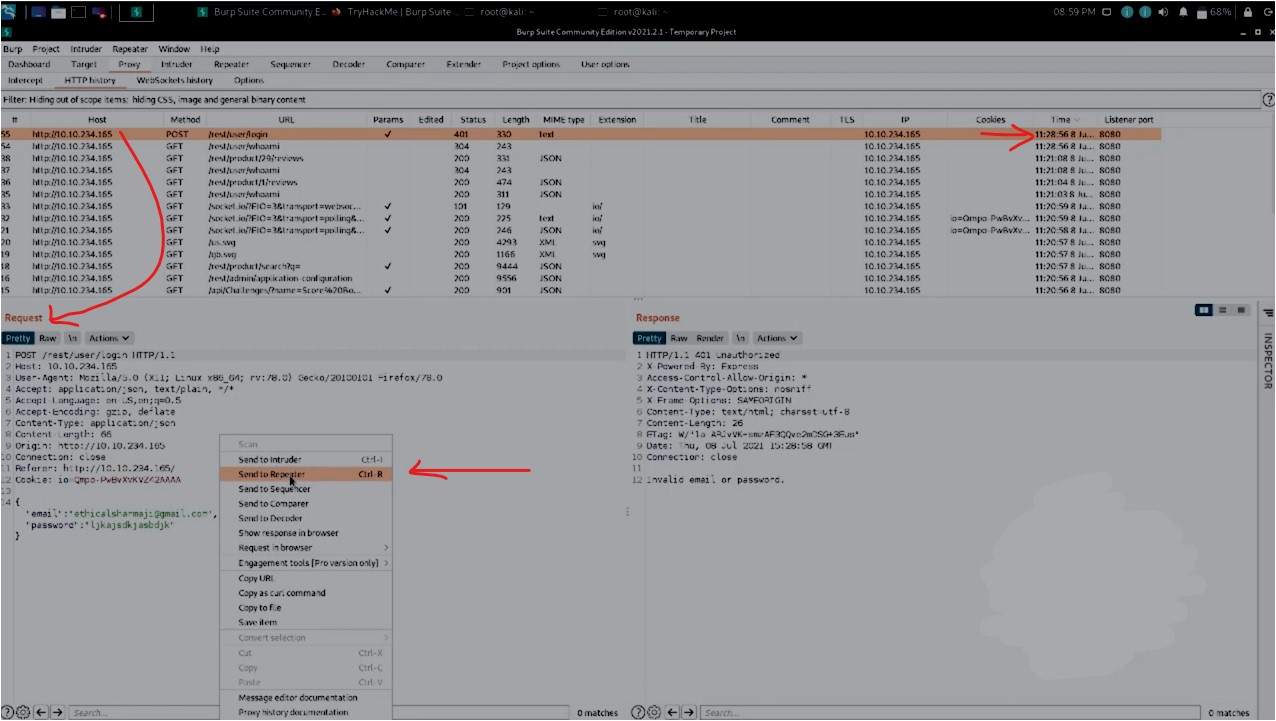 Burp Suite Community E... TryHackMe | Burp Suite ... root@kali: ~ root@kali: ~ 08:59 PM 68%
Burp Suite Community Edition v2021.2.1 - Temporary Project
Burp Project Intruder Repeater Window Help
Dashboard Target Proxy Intruder Repeater Sequencer Decoder Comparer Extender Project options User options
Intercept HTTP history WebSockets history Options
Filter: Hiding out of scope items; hiding CSS, image and general binary content
# Host Method URL Params Edited Status Length MIME type Extension Title Comment TLS IP Cookies Time Listener port
55 http://10.10.234.165 POST /rest/user/login ✓ 401 330 text 10.10.234.165 11:28:56 8 Ju... 8080
54 http://10.10.234.165 GET /rest/user/whoami 304 243 10.10.234.165 11:28:56 8 Ju... 8080
38 http://10.10.234.165 GET /rest/product/29/reviews 200 331 JSON 10.10.234.165 11:21:08 8 Ju... 8080
37 http://10.10.234.165 GET /rest/user/whoami 304 243 10.10.234.165 11:21:08 8 Ju... 8080
36 http://10.10.234.165 GET /rest/product/1/reviews 200 474 JSON 10.10.234.165 11:21:04 8 Ju... 8080
35 http://10.10.234.165 GET /rest/user/whoami 200 311 JSON 10.10.234.165 11:21:03 8 Ju... 8080
33 http://10.10.234.165 GET /socket.io/?EIO=3&transport=websoc... ✓ 101 129 io/ 10.10.234.165 11:20:59 8 Ju... 8080
32 http://10.10.234.165 GET /socket.io/?EIO=3&transport=polling&... ✓ 200 225 text io/ 10.10.234.165 io=Qmpo-PwBvXv... 11:20:59 8 Ju... 8080
21 http://10.10.234.165 GET /socket.io/?EIO=3&transport=polling&... ✓ 200 246 JSON io/ 10.10.234.165 io=Qmpo-PwBvXv... 11:20:58 8 Ju... 8080
20 http://10.10.234.165 GET /us.svg 200 4293 XML svg 10.10.234.165 11:20:57 8 Ju... 8080
19 http://10.10.234.165 GET /gb.svg 200 1166 XML svg 10.10.234.165 11:20:57 8 Ju... 8080
18 http://10.10.234.165 GET /rest/product/search?q= ✓ 200 9444 JSON 10.10.234.165 11:20:57 8 Ju... 8080
16 http://10.10.234.165 GET /rest/admin/application-configuration 200 9556 JSON 10.10.234.165 11:20:56 8 Ju... 8080
15 http://10.10.234.165 GET /api/Challenges/?name=Score%20Bo... ✓ 200 901 JSON 10.10.234.165 11:20:56 8 Ju... 8080
Request
Pretty Raw \n Actions
1 POST /rest/user/login HTTP/1.1
2 Host: 10.10.234.165
3 User-Agent: Mozilla/5.0 (X11; Linux x86_64; rv:78.0) Gecko/20100101 Firefox/78.0
4 Accept: application/json, text/plain, */*
5 Accept-Language: en-US,en;q=0.5
6 Accept-Encoding: gzip, deflate
7 Content-Type: application/json
8 Content-Length: 66
9 Origin: http://10.10.234.165
10 Connection: close
11 Referer: http://10.10.234.165/
12 Cookie: io=Qmpo-PwBvXvKVZ42AAAA
13
14 {
"email":"ethicalsharmaji@gmail.com",
"password":"ljkajsdkjasbdjk"
}
Scan
Send to Intruder Ctrl-I
Send to Repeater Ctrl-R
Send to Sequencer
Send to Comparer
Send to Decoder
Show response in browser
Request in browser
Engagement tools [Pro version only]
Copy URL
Copy as curl command
Copy to file
Save item
Convert selection
Cut Ctrl-X
Copy Ctrl-C
Paste Ctrl-V
Message editor documentation
Proxy history documentation
Search... 0 matches
Response
Pretty Raw Render \n Actions
1 HTTP/1.1 401 Unauthorized
2 X-Powered-By: Express
3 Access-Control-Allow-Origin: *
4 X-Content-Type-Options: nosniff
5 X-Frame-Options: SAMEORIGIN
6 Content-Type: text/html; charset=utf-8
7 Content-Length: 26
8 ETag:
9 Date: Thu, 08 Jul 2021 15:28:58 GMT
10 Connection: close
11
12 Invalid email or password.
Search... 0 matches
INSPECTOR